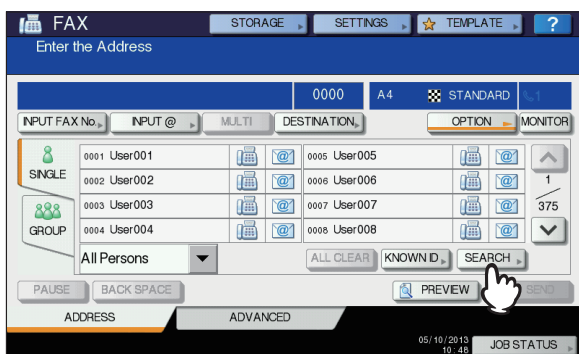 FAX STORAGE SETTINGS TEMPLATE ?
Enter the Address
0000 A4 STANDARD 1
INPUT FAX No. INPUT @ MULTI DESTINATION OPTION MONITOR
SINGLE
GROUP
0001 User001 @ 0005 User005 @
0002 User002 @ 0006 User006 @
0003 User003 @ 0007 User007 @
0004 User004 @ 0008 User008 @
1
375
All Persons ALL CLEAR KNOWN ID SEARCH
PAUSE BACK SPACE PREVIEW SEND
ADDRESS ADVANCED
05/10/2013
10:48 JOB STATUS